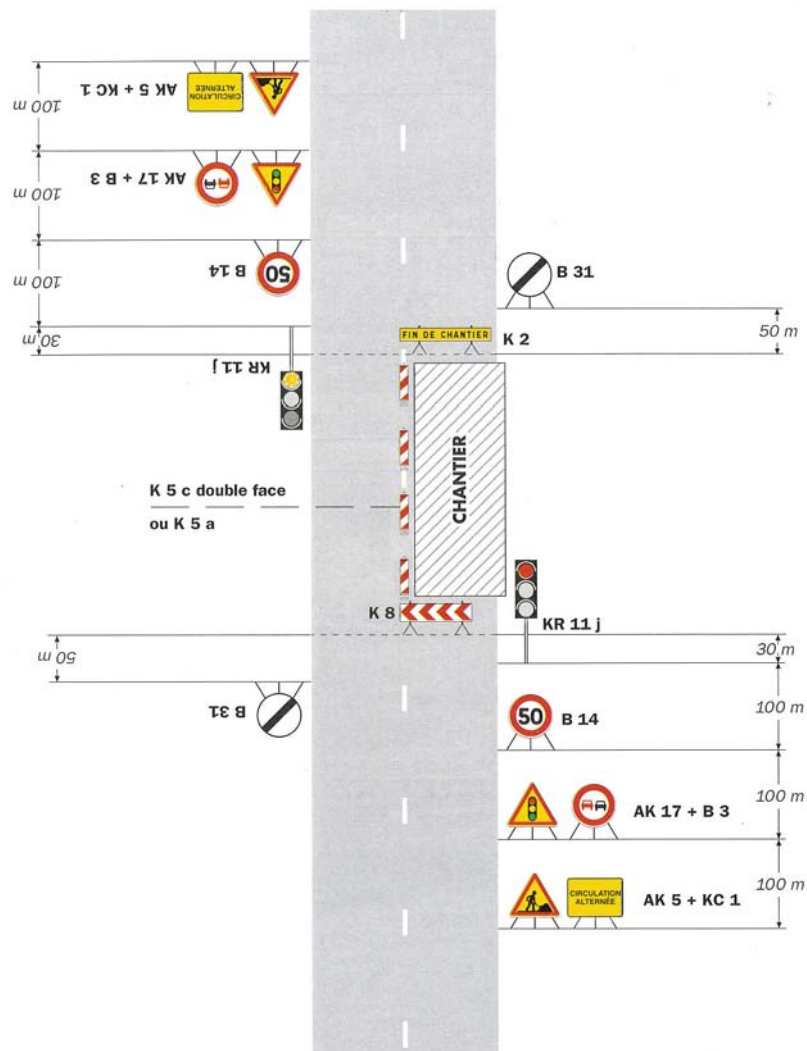 100 m
CIRCULATION
ALTERNÉE
AK 5 + KC 1
100 m
AK 17 + B 3
100 m
50
B 14
B 31
30 m
KR 11 j
FIN DE CHANTIER
K 2
50 m
CHANTIER
K 5 c double face
ou K 5 a
K 8
KR 11 j
30 m
50 m
B 31
50
B 14
100 m
AK 17 + B 3
100 m
CIRCULATION
ALTERNÉE
AK 5 + KC 1
100 m